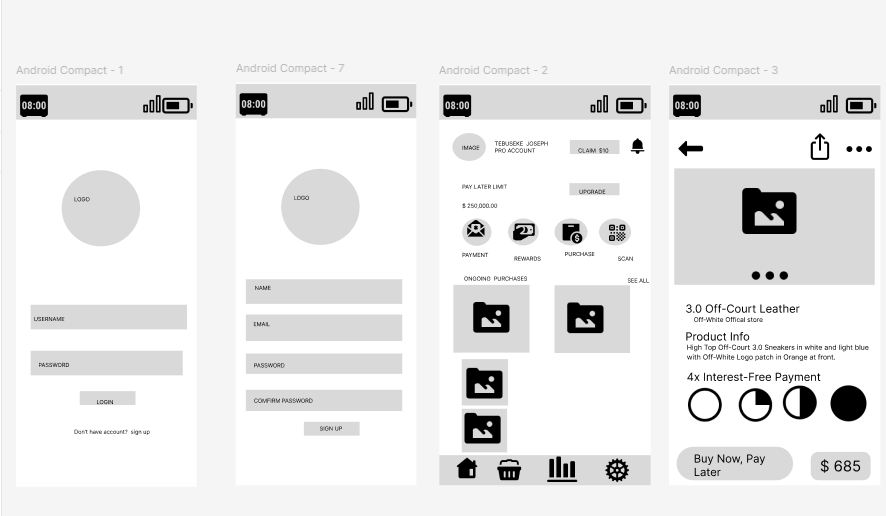 Android Compact - 1
08:00
LOGO
USERNAME
PASSWORD
LOGIN
Don't have account? sign up
Android Compact - 7
08:00
LOGO
NAME
EMAIL
PASSWORD
COMFIRM PASSWORD
SIGN UP
Android Compact - 2
08:00
IMAGE
TEBUSEKE JOSEPH
PRO ACCOUNT
CLAIM $10
PAY LATER LIMIT
UPGRADE
$ 250,000.00
PAYMENT
REWARDS
PURCHASE
SCAN
ONGOING PURCHASES
SEE ALL
Android Compact - 3
08:00
3.0 Off-Court Leather
Off-White Offical store
Product Info
High Top Off-Court 3.0 Sneakers in white and light blue
with Off-White Logo patch in Orange at front.
4x Interest-Free Payment
Buy Now, Pay
Later
$ 685